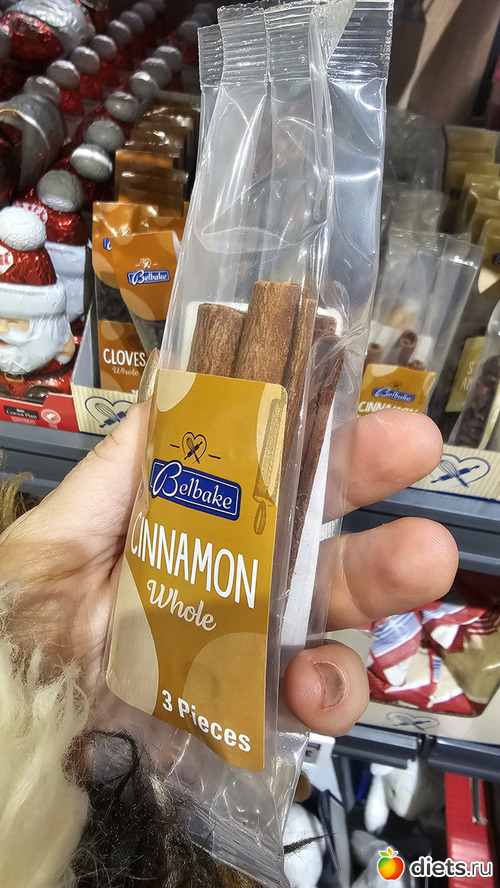 Belbake
CINNAMON
Whole
3 Pieces
Belbake
CLOVES
Whole
Belbake
CINNAMON
diets.ru